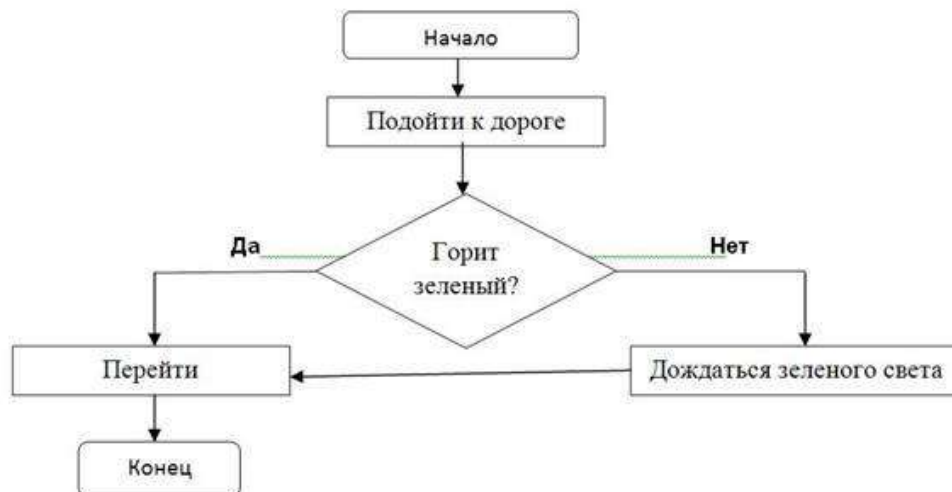 Начало
Подойти к дороге
Да
Нет
Горит
зеленый?
Перейти
Дождаться зеленого света
Конец